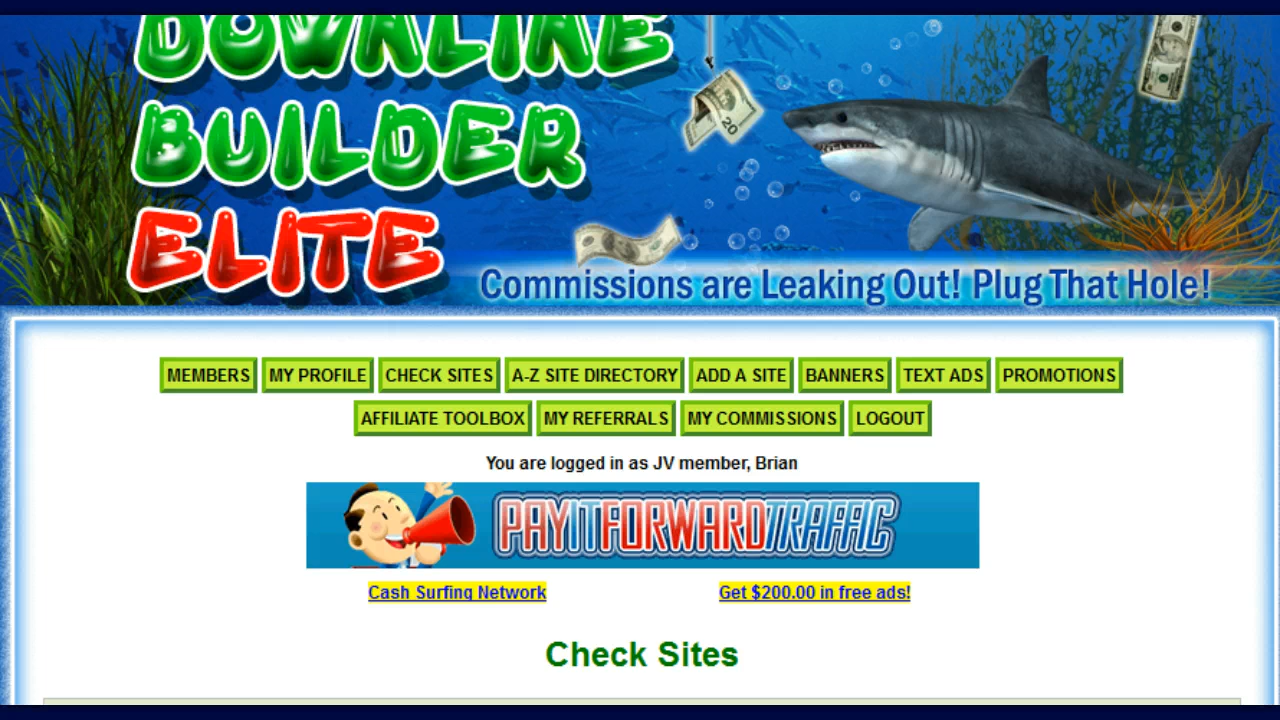 DOWNLINE
BUILDER
ELITE
20
Commissions are Leaking Out! Plug That Hole!
MEMBERS MY PROFILE CHECK SITES A-Z SITE DIRECTORY ADD A SITE BANNERS TEXT ADS PROMOTIONS
AFFILIATE TOOLBOX MY REFERRALS MY COMMISSIONS LOGOUT
You are logged in as JV member, Brian
PAYITFORWARDTRAFFIC
Cash Surfing Network Get $200.00 in free ads!
Check Sites